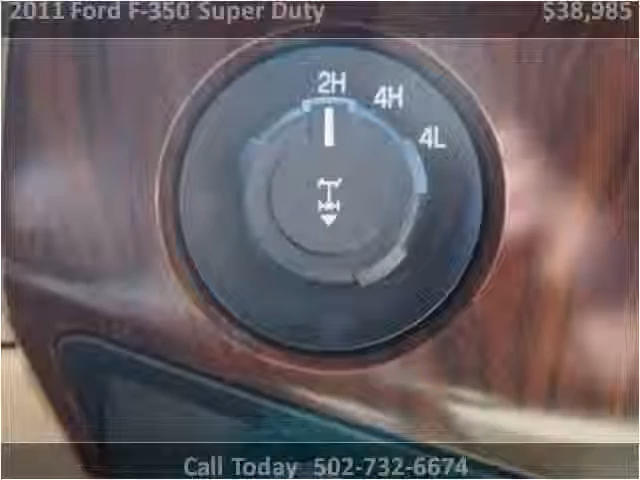 2011 Ford F-350 Super Duty $38,985
2H
4H
4L
Call Today 502-732-6674